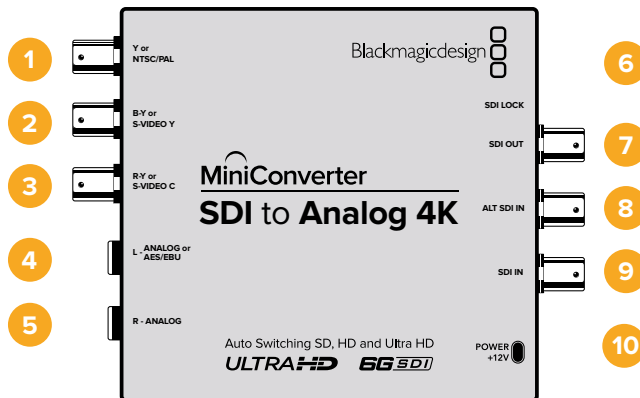 1
Y or
NTSC/PAL
2
B-Y or
S-VIDEO Y
3
R-Y or
S-VIDEO C
4
L - ANALOG or
AES/EBU
5
R - ANALOG
Blackmagicdesign
MiniConverter
SDI to Analog 4K
Auto Switching SD, HD and Ultra HD
ULTRA HD 6G SDI
6
SDI LOCK
7
SDI OUT
8
ALT SDI IN
9
SDI IN
10
POWER
+12V